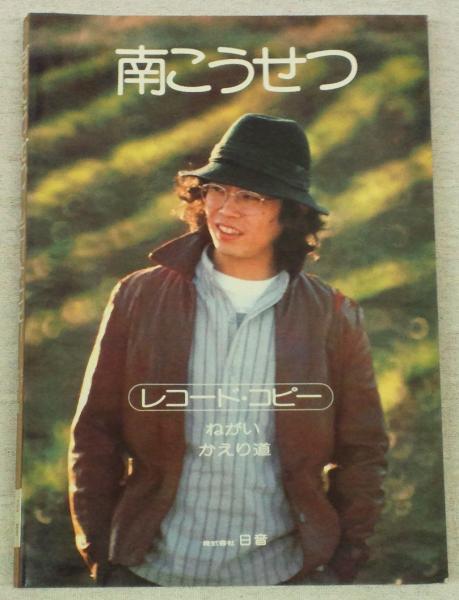 南こうせつ
レコード・コピー
ねがい
かえり道
株式会社 日音